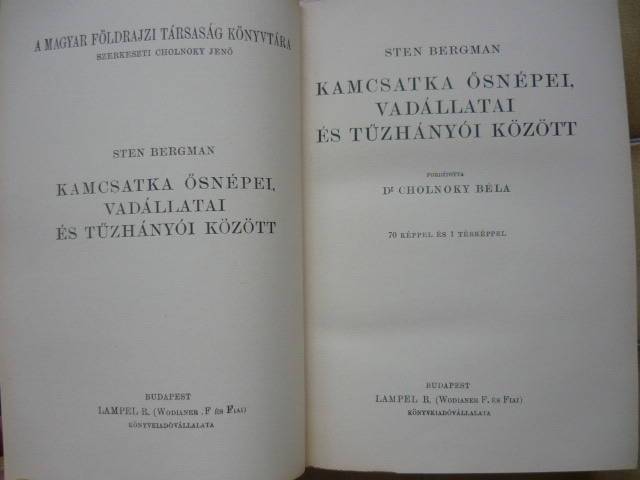 A MAGYAR FÖLDRAJZI TÁRSASÁG KÖNYVTÁRA
SZERKESZTI CHOLNOKY JENŐ
STEN BERGMAN
KAMCSATKA ŐSNÉPEI,
VADÁLLATAI
ÉS TŰZHÁNYÓI KÖZÖTT
BUDAPEST
LAMPEL R. (WODIANER .F ÉS FIAI)
KÖNYVKIADÓVÁLLALATA
STEN BERGMAN
KAMCSATKA ŐSNÉPEI,
VADÁLLATAI
ÉS TŰZHÁNYÓI KÖZÖTT
FORDÍTOTTA
Dr CHOLNOKY BÉLA
70 KÉPPEL ÉS 1 TÉRKÉPPEL
BUDAPEST
LAMPEL R. (WODIANER F. ÉS FIAI)
KÖNYVKIADÓVÁLLALATA